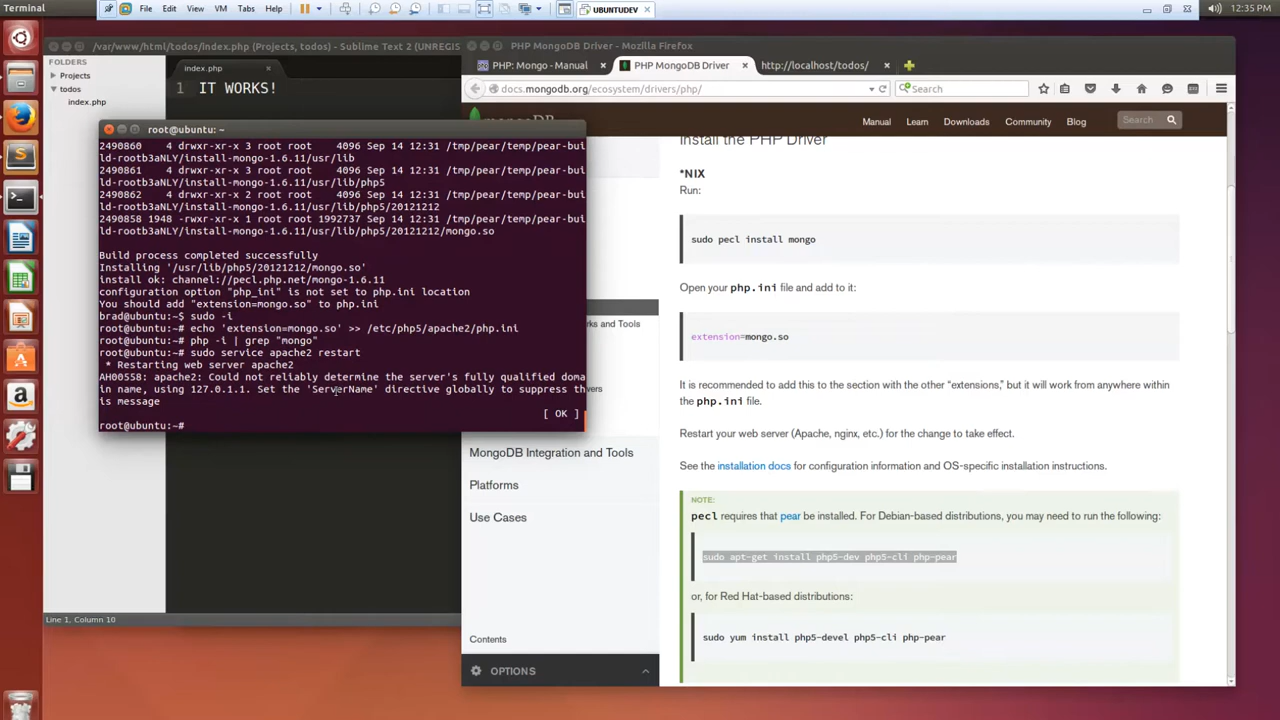 Terminal
File Edit View VM Tabs Help
UBUNTUDEV
12:35 PM
/var/www/html/todos/index.php (Projects, todos) - Sublime Text 2 (UNREGIS
FOLDERS
Projects
todos
index.php
index.php
1 IT WORKS!
Line 1, Column 10
root@ubuntu: ~
2490860 4 drwxr-xr-x 3 root root 4096 Sep 14 12:31 /tmp/pear/temp/pear-bui
ld-rootb3aNLY/install-mongo-1.6.11/usr/lib
2490861 4 drwxr-xr-x 3 root root 4096 Sep 14 12:31 /tmp/pear/temp/pear-bui
ld-rootb3aNLY/install-mongo-1.6.11/usr/lib/php5
2490862 4 drwxr-xr-x 2 root root 4096 Sep 14 12:31 /tmp/pear/temp/pear-bui
ld-rootb3aNLY/install-mongo-1.6.11/usr/lib/php5/20121212
2490858 1948 -rwxr-xr-x 1 root root 1992737 Sep 14 12:31 /tmp/pear/temp/pear-bui
ld-rootb3aNLY/install-mongo-1.6.11/usr/lib/php5/20121212/mongo.so
Build process completed successfully
Installing '/usr/lib/php5/20121212/mongo.so'
install ok: channel://pecl.php.net/mongo-1.6.11
configuration option "php_ini" is not set to php.ini location
You should add "extension=mongo.so" to php.ini
brad@ubuntu:~$ sudo -i
root@ubuntu:~# echo 'extension=mongo.so' >> /etc/php5/apache2/php.ini
root@ubuntu:~# php -i | grep "mongo"
root@ubuntu:~# sudo service apache2 restart
* Restarting web server apache2
AH00558: apache2: Could not reliably determine the server's fully qualified doma
in name, using 127.0.1.1. Set the 'ServerName' directive globally to suppress th
is message
[ OK ]
root@ubuntu:~#
PHP MongoDB Driver - Mozilla Firefox
PHP: Mongo - Manual
PHP MongoDB Driver
http://localhost/todos/
docs.mongodb.org/ecosystem/drivers/php/
Search
Manual Learn Downloads Community Blog
Search
rks and Tools
vers
MongoDB Integration and Tools
Platforms
Use Cases
Contents
OPTIONS
Install the PHP Driver
*NIX
Run:
sudo pecl install mongo
Open your php.ini file and add to it:
extension=mongo.so
It is recommended to add this to the section with the other “extensions,” but it will work from anywhere within
the php.ini file.
Restart your web server (Apache, nginx, etc.) for the change to take effect.
See the installation docs for configuration information and OS-specific installation instructions.
NOTE:
pecl requires that pear be installed. For Debian-based distributions, you may need to run the following:
sudo apt-get install php5-dev php5-cli php-pear
or, for Red Hat-based distributions:
sudo yum install php5-devel php5-cli php-pear